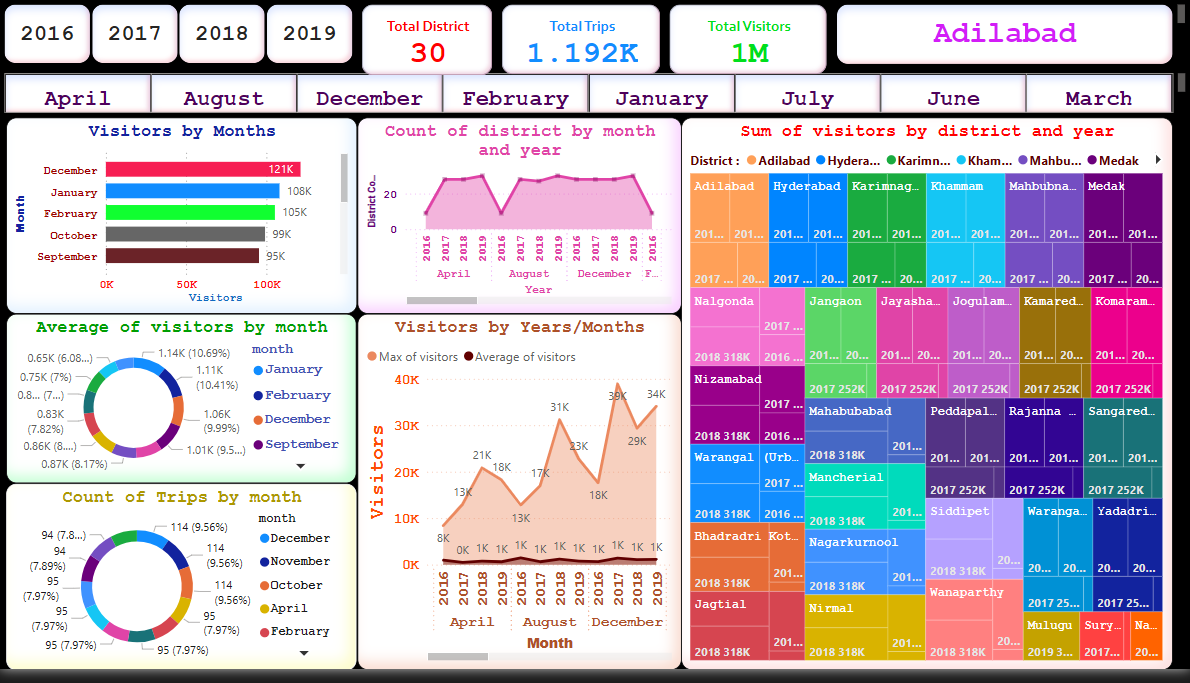 2016
2017
2018
2019
Total District
30
Total Trips
1.192K
Total Visitors
1M
Adilabad
April
August
December
February
January
July
June
March
Visitors by Months
Month
December
January
February
October
September
121K
108K
105K
99K
95K
0K
50K
100K
Visitors
Count of district by month
and year
District Co...
20
0
2016
2017
2018
2019
2016
2017
2018
2019
2016
2017
2018
2019
2016
April
August
December
F...
Year
Sum of visitors by district and year
District :
Adilabad
Hydera...
Karimn...
Kham...
Mahbu...
Medak
Adilabad
201...
201...
2017 ...
20...
Hyderabad
201...
201...
2017 ...
20...
Karimnag...
201...
201...
2017 ...
20...
Khammam
201...
201...
2017 ...
20...
Mahbubna...
201...
201...
2017 ...
20...
Medak
201...
201...
2017 ...
20...
Nalgonda
2017 ...
2018 318K
2016 ...
Jangaon
201...
20...
2017 252K
Jayasha...
201...
20...
2017 252K
Jogulam...
201...
20...
2017 252K
Kamared...
201...
20...
2017 252K
Komaram...
201...
20...
2017 252K
Nizamabad
2017 ...
2018 318K
2016 ...
Mahabubabad
2018 318K
201...
Peddapal...
201...
201...
2017 252K
Rajanna ...
201...
201...
2017 252K
Sangared...
201...
201...
2017 252K
Warangal (Urb...
2017 ...
2018 318K
2016 ...
Mancherial
2018 318K
201...
Siddipet
2018 318K
20...
Waranga...
20...
20...
2017 25...
Yadadri...
20...
20...
2017 25...
Bhadradri Kot...
2018 318K
201...
Nagarkurnool
2018 318K
201...
Wanaparthy
2018 318K
20...
Jagtial
2018 318K
201...
Nirmal
2018 318K
201...
Mulugu
2019 3...
Sury...
2017...
Na...
20...
Average of visitors by month
1.14K (10.69%)
1.11K
(10.41%)
1.06K
(9.99%)
1.01K (9.5...)
0.87K (8.17%)
0.86K (8....)
0.83K
(7.82%)
0.8... (7...)
0.75K (7%)
0.65K (6.08...)
month
January
February
December
September
Visitors by Years/Months
Max of visitors
Average of visitors
Visitors
40K
30K
20K
10K
0K
8K
13K
21K
18K
13K
17K
31K
23K
18K
39K
29K
34K
0K
1K
1K
1K
1K
1K
1K
1K
1K
1K
1K
2016
2017
2018
2019
2016
2017
2018
2019
2016
2017
2018
2019
April
August
December
Month
Count of Trips by month
114 (9.56%)
114
(9.56%)
114
(9.56%)
95
(7.97%)
95 (7.97%)
95 (7.97%)
95
(7.97%)
95
(7.97%)
94
(7.89%)
94 (7.8...)
month
December
November
October
April
February